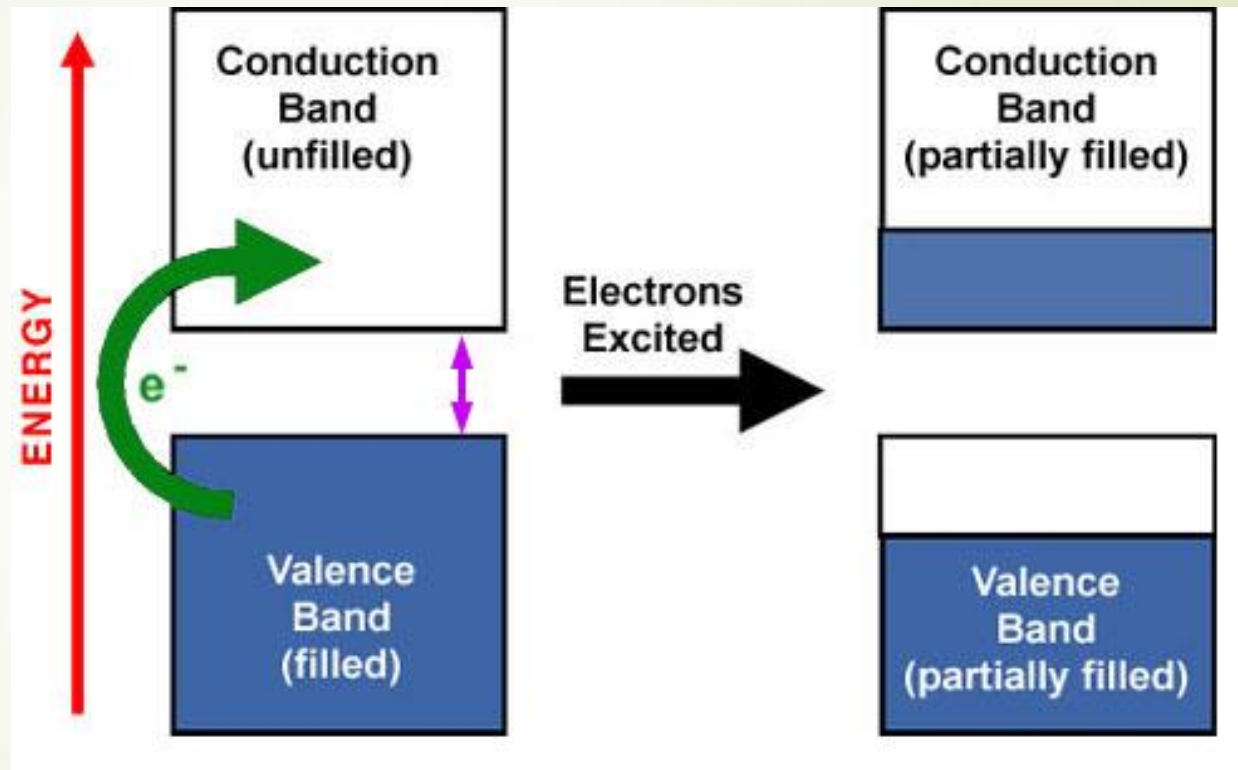 Conduction
Band
(unfilled)
Conduction
Band
(partially filled)
ENERGY
e -
Electrons
Excited
Valence
Band
(filled)
Valence
Band
(partially filled)